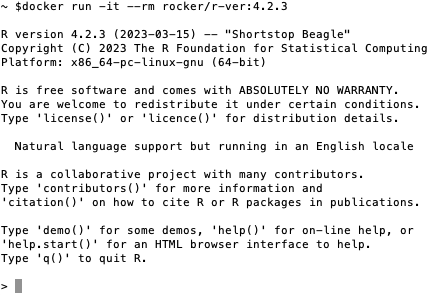 ~ $docker run -it --rm rocker/r-ver:4.2.3
R version 4.2.3 (2023-03-15) -- "Shortstop Beagle"
Copyright (C) 2023 The R Foundation for Statistical Computing
Platform: x86_64-pc-linux-gnu (64-bit)
R is free software and comes with ABSOLUTELY NO WARRANTY.
You are welcome to redistribute it under certain conditions.
Type 'license()' or 'licence()' for distribution details.
Natural language support but running in an English locale
R is a collaborative project with many contributors.
Type 'contributors()' for more information and
'citation()' on how to cite R or R packages in publications.
Type 'demo()' for some demos, 'help()' for on-line help, or
'help.start()' for an HTML browser interface to help.
Type 'q()' to quit R.
>